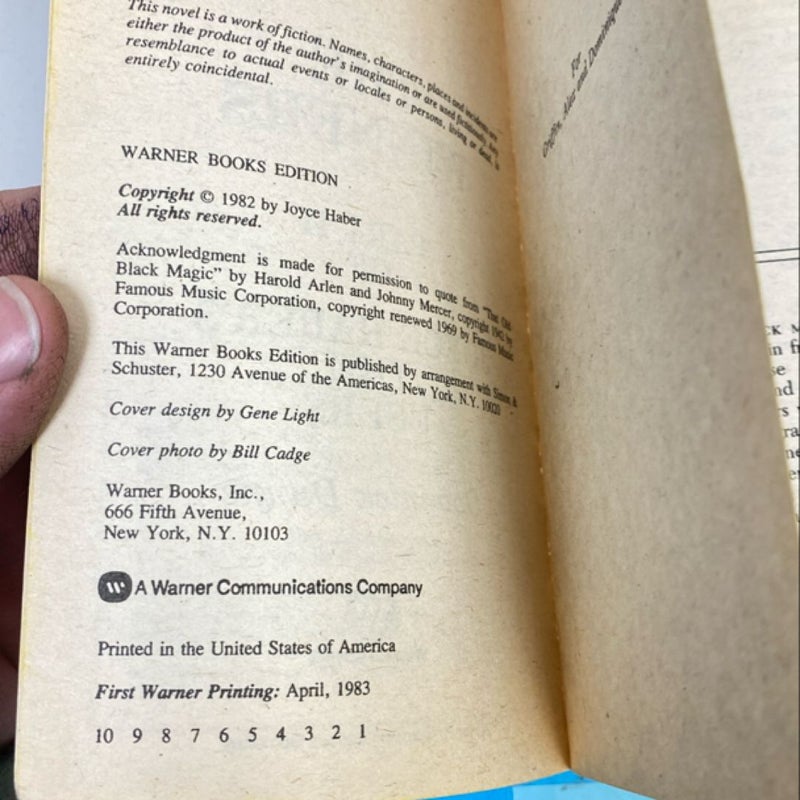 This novel is a work of fiction. Names, characters, places and incidents are
either the product of the author's imagination or are used fictitiously. Any
resemblance to actual events or locales or persons, living or dead, is
entirely coincidental.
WARNER BOOKS EDITION
Copyright © 1982 by Joyce Haber
All rights reserved.
Acknowledgment is made for permission to quote from "That Old
Black Magic" by Harold Arlen and Johnny Mercer, copyright 1942 by
Famous Music Corporation, copyright renewed 1969 by Famous Music
Corporation.
This Warner Books Edition is published by arrangement with Simon &
Schuster, 1230 Avenue of the Americas, New York, N.Y. 10020
Cover design by Gene Light
Cover photo by Bill Cadge
Warner Books, Inc.,
666 Fifth Avenue,
New York, N.Y. 10103
W A Warner Communications Company
Printed in the United States of America
First Warner Printing: April, 1983
10 9 8 7 6 5 4 3 2 1
For
and